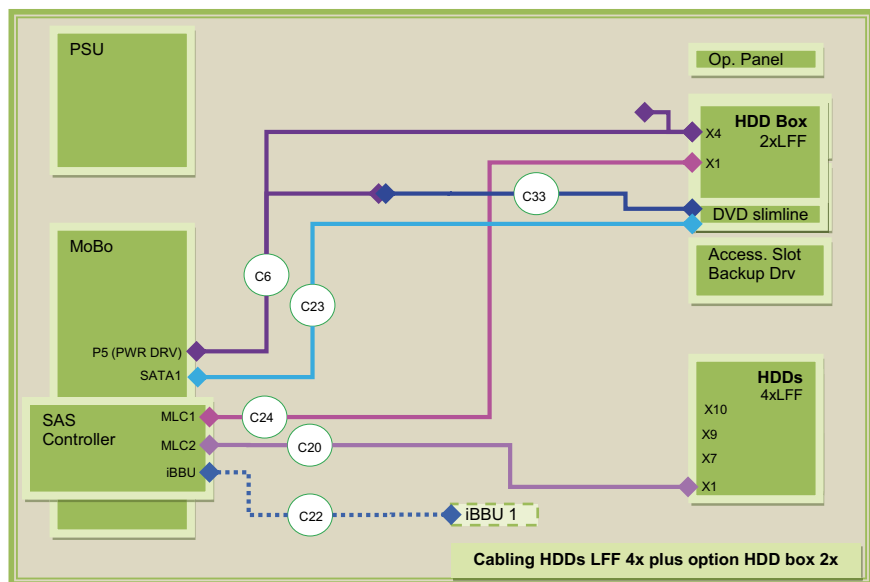 PSU
Op. Panel
HDD Box
2xLFF
X4
X1
C33
DVD slimline
MoBo
Access. Slot
Backup Drv
C6
C23
P5 (PWR DRV)
SATA1
HDDs
4xLFF
SAS
Controller
MLC1
C24
X10
MLC2
C20
X9
X7
iBBU
X1
C22
iBBU 1
Cabling HDDs LFF 4x plus option HDD box 2x